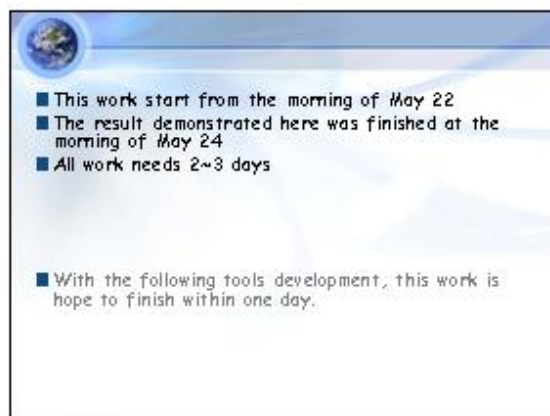 This work start from the morning of May 22
The result demonstrated here was finished at the
morning of May 24
All work needs 2~3 days
With the following tools development, this work is
hope to finish within one day.